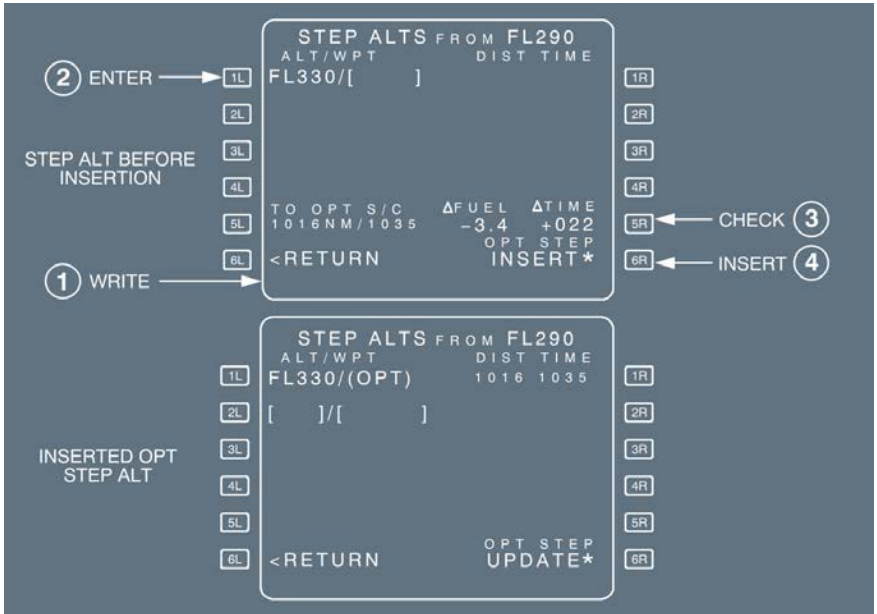 STEP ALTS FROM FL290
ALT/WPT DIST TIME
2 ENTER 1L FL330/[ ] 1R
2L 2R
STEP ALT BEFORE
INSERTION
3L 3R
4L 4R
TO OPT S/C ΔFUEL ΔTIME
5L 1016NM/1035 -3.4 +022 5R CHECK 3
OPT STEP
6L <RETURN INSERT* 6R INSERT 4
1 WRITE
STEP ALTS FROM FL290
ALT/WPT DIST TIME
1L FL330/(OPT) 1016 1035 1R
2L [ ]/[ ] 2R
INSERTED OPT
STEP ALT
3L 3R
4L 4R
5L 5R
OPT STEP
6L <RETURN UPDATE* 6R